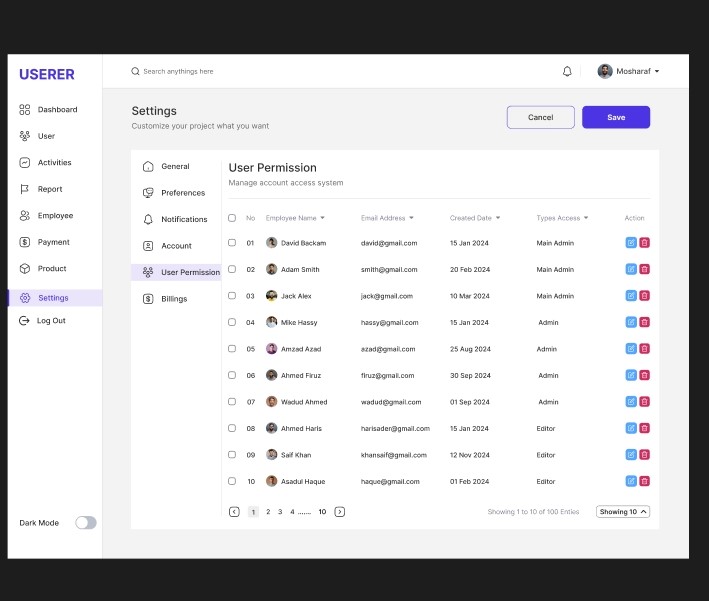 USERER
Search anythings here
Mosharaf
Dashboard
User
Activities
Report
Employee
Payment
Product
Settings
Log Out
Dark Mode
Settings
Customize your project what you want
Cancel
Save
General
Preferences
Notifications
Account
User Permission
Billings
User Permission
Manage account access system
No Employee Name Email Address Created Date Types Access Action
01 David Backam david@gmail.com 15 Jan 2024 Main Admin
02 Adam Smith smith@gmail.com 20 Feb 2024 Main Admin
03 Jack Alex jack@gmail.com 10 Mar 2024 Main Admin
04 Mike Hassy hassy@gmail.com 15 Jan 2024 Admin
05 Amzad Azad azad@gmail.com 25 Aug 2024 Admin
06 Ahmed Firuz firuz@gmail.com 30 Sep 2024 Admin
07 Wadud Ahmed wadud@gmail.com 01 Sep 2024 Admin
08 Ahmed Haris harisader@gmail.com 15 Jan 2024 Editor
09 Saif Khan khansaif@gmail.com 12 Nov 2024 Editor
10 Asadul Haque haque@gmail.com 01 Feb 2024 Editor
1 2 3 4 ....... 10
Showing 1 to 10 of 100 Enties
Showing 10